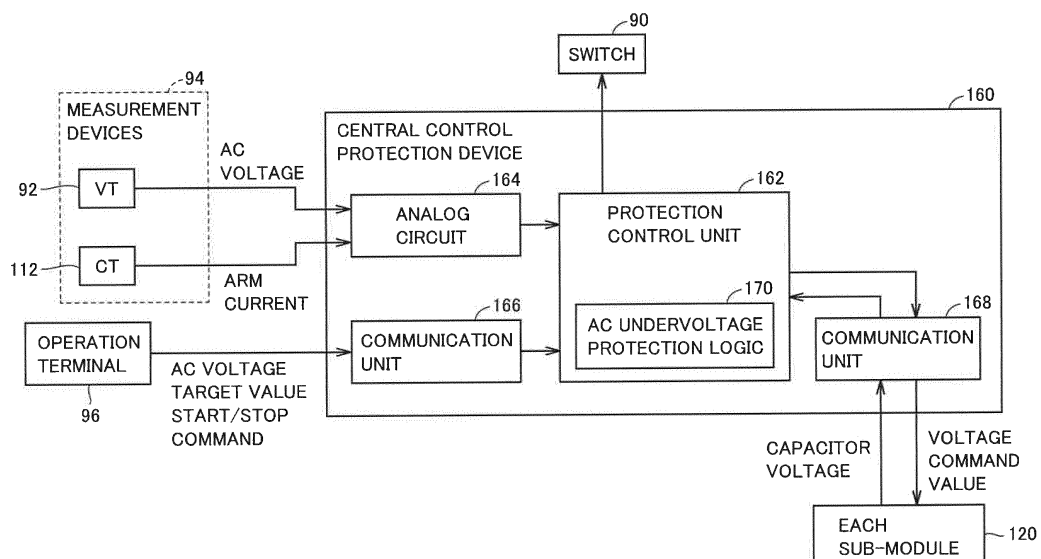 90
SWITCH
94
MEASUREMENT
DEVICES
160
CENTRAL CONTROL
PROTECTION DEVICE
AC
VOLTAGE
92
VT
164
ANALOG
CIRCUIT
162
PROTECTION
CONTROL UNIT
112
CT
ARM
CURRENT
170
AC UNDERVOLTAGE
PROTECTION LOGIC
166
COMMUNICATION
UNIT
168
COMMUNICATION
UNIT
OPERATION
TERMINAL
96
AC VOLTAGE
TARGET VALUE
START/STOP
COMMAND
CAPACITOR
VOLTAGE
VOLTAGE
COMMAND
VALUE
EACH
SUB-MODULE
120